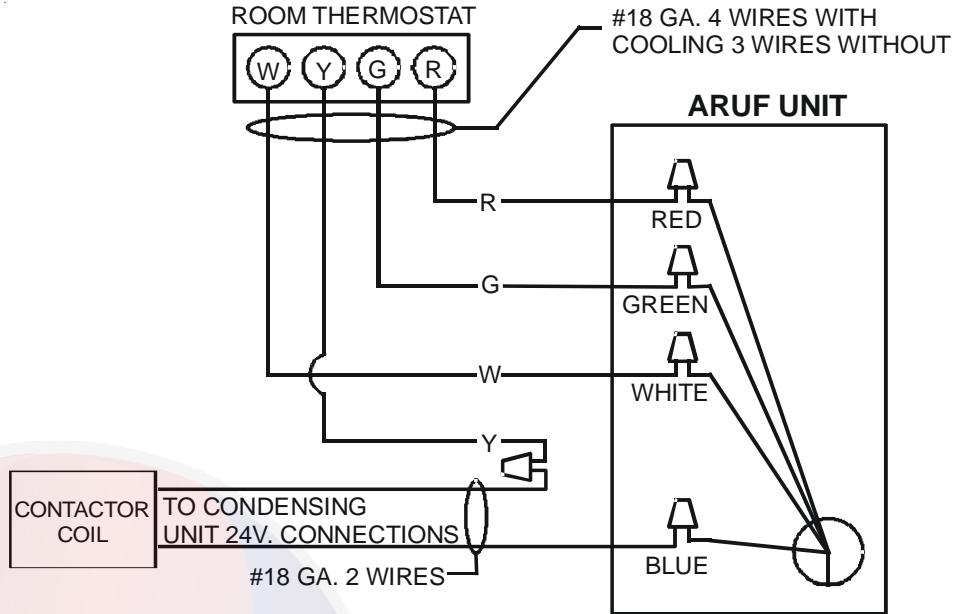 ROOM THERMOSTAT
#18 GA. 4 WIRES WITH
COOLING 3 WIRES WITHOUT
W Y G R
ARUF UNIT
R
RED
G
GREEN
W
WHITE
Y
CONTACTOR
COIL
TO CONDENSING
UNIT 24V. CONNECTIONS
BLUE
#18 GA. 2 WIRES